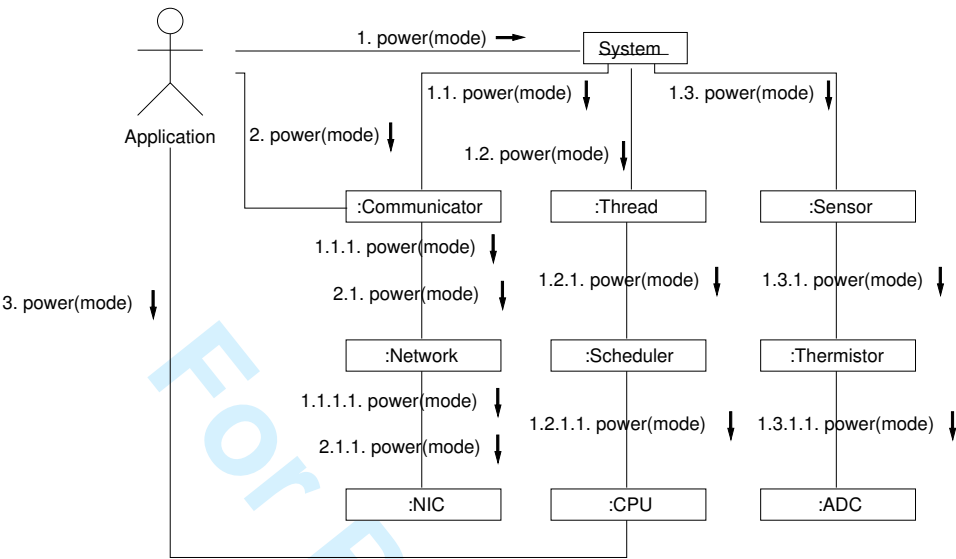 1. power(mode)
System
1.1. power(mode)
1.3. power(mode)
Application
2. power(mode)
1.2. power(mode)
:Communicator
:Thread
:Sensor
1.1.1. power(mode)
1.2.1. power(mode)
1.3.1. power(mode)
2.1. power(mode)
3. power(mode)
:Network
:Scheduler
:Thermistor
1.1.1.1. power(mode)
1.2.1.1. power(mode)
1.3.1.1. power(mode)
2.1.1. power(mode)
:NIC
:CPU
:ADC
For